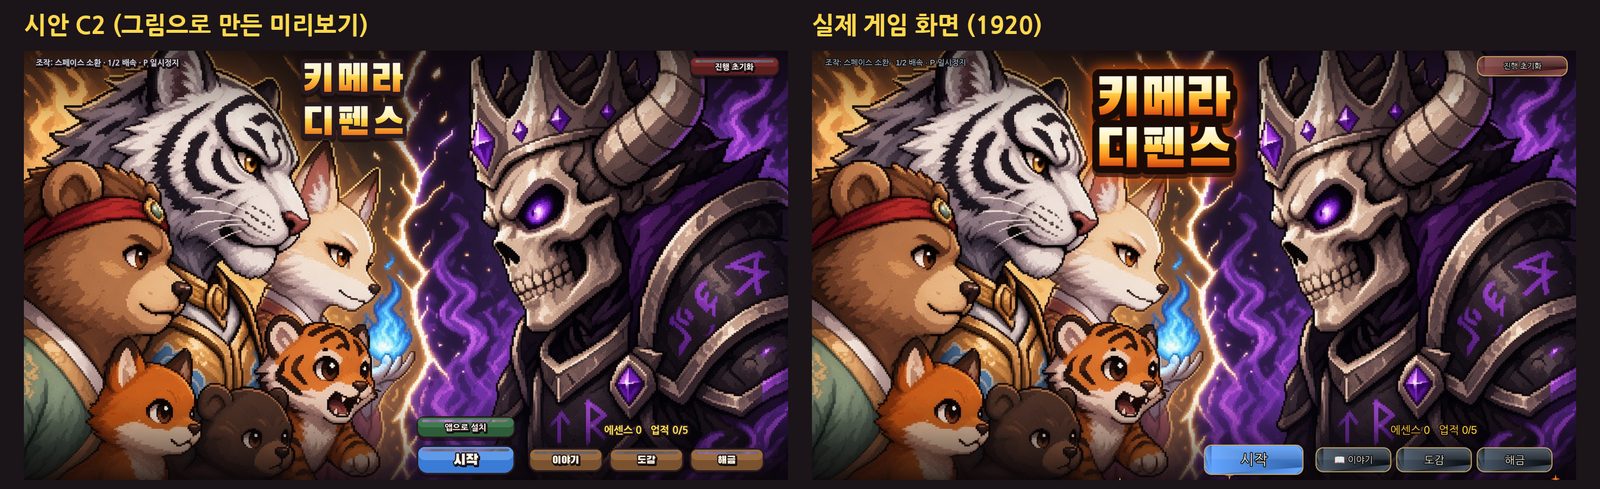 시안 C2 (그림으로 만든 미리보기)
조작: 스페이스 소환 · 1/2 배속 · P 일시정지
키메라
디펜스
진행 초기화
앱으로 설치
에센스 0 업적 0/5
시작
이야기
도감
해금
실제 게임 화면 (1920)
조작: 스페이스 소환 · 1/2 배속 · P 일시정지
키메라
디펜스
진행 초기화
에센스 0 업적 0/5
시작
이야기
도감
해금